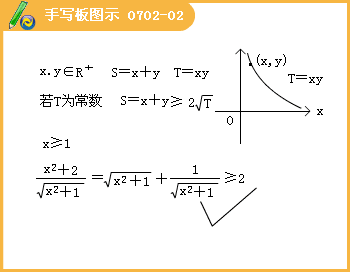 手写板图示 0702-02
x.y∈R⁺ S=x+y T=xy
若T为常数 S=x+y≥2√T
(x,y)
T=xy
x
O
x≥1
(x²+2)/√(x²+1) = √(x²+1) + 1/√(x²+1) ≥2